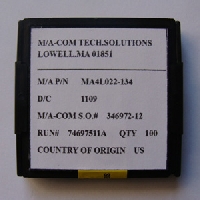 M/A-COM TECH.SOLUTIONS
LOWELL,MA 01851
M/A P/N MA4L022-134
D/C 1109
M/A-COM S.O.# 346972-12
RUN# 74697511A QTY 100
COUNTRY OF ORIGIN US